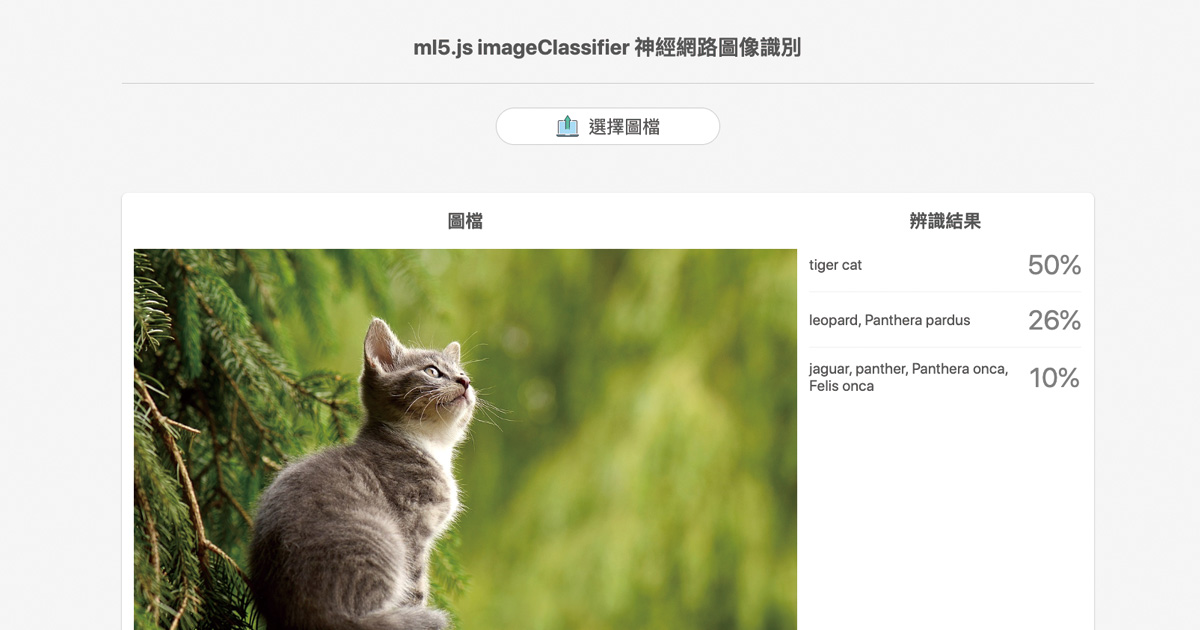 ml5.js imageClassifier 神經網路圖像識別
選擇圖檔
圖檔
辨識結果
tiger cat 50%
leopard, Panthera pardus 26%
jaguar, panther, Panthera onca,
Felis onca 10%